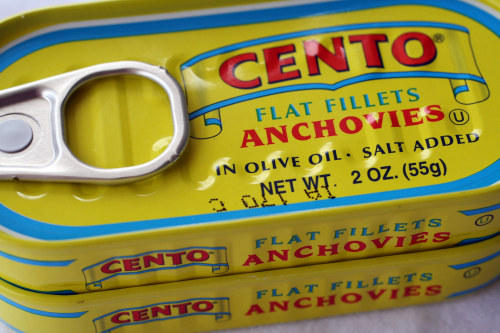 CENTO®
FLAT FILLETS
ANCHOVIES U
IN OLIVE OIL · SALT ADDED
NET WT. 2 OZ. (55g)
CENTO FLAT FILLETS
ANCHOVIES
CENTO FLAT FILLETS
ANCHOVIES